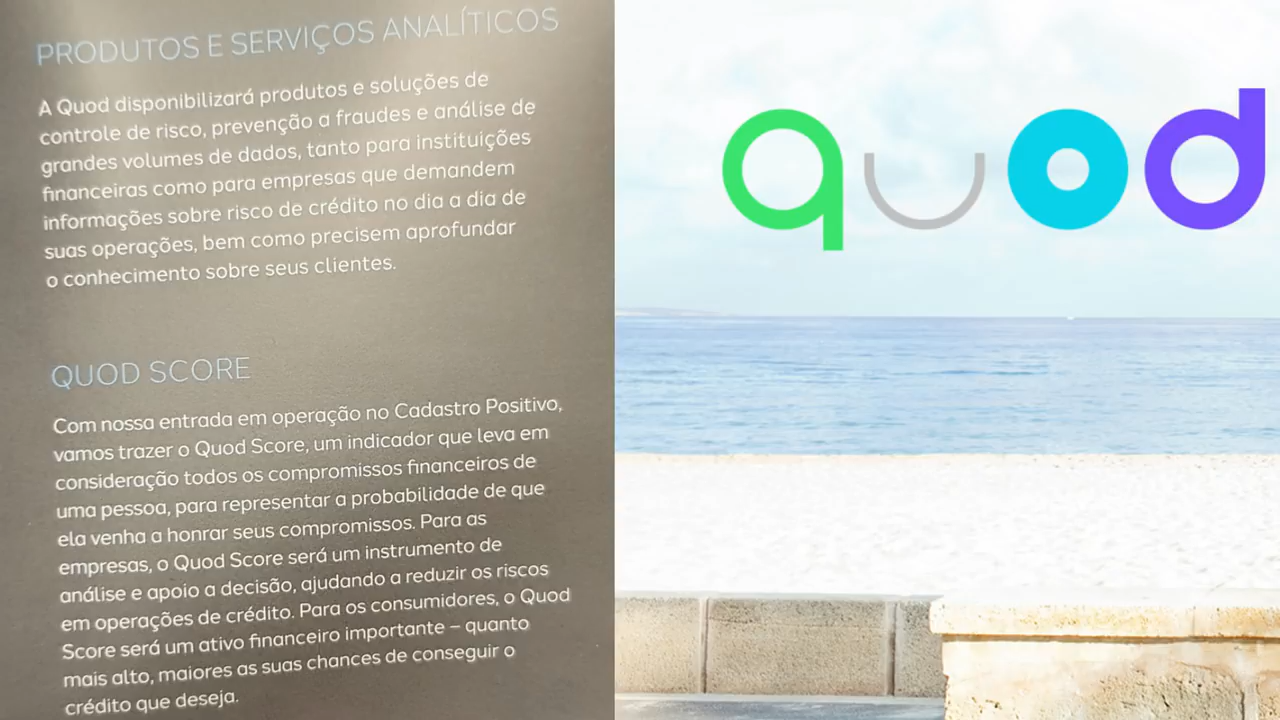 PRODUTOS E SERVIÇOS ANALÍTICOS
A Quod disponibilizará produtos e soluções de
controle de risco, prevenção a fraudes e análise de
grandes volumes de dados, tanto para instituições
financeiras como para empresas que demandem
informações sobre risco de crédito no dia a dia de
suas operações, bem como precisem aprofundar
o conhecimento sobre seus clientes.
QUOD SCORE
Com nossa entrada em operação no Cadastro Positivo,
vamos trazer o Quod Score, um indicador que leva em
consideração todos os compromissos financeiros de
uma pessoa, para representar a probabilidade de que
ela venha a honrar seus compromissos. Para as
empresas, o Quod Score será um instrumento de
análise e apoio a decisão, ajudando a reduzir os riscos
em operações de crédito. Para os consumidores, o Quod
Score será um ativo financeiro importante – quanto
mais alto, maiores as suas chances de conseguir o
crédito que deseja.
quod